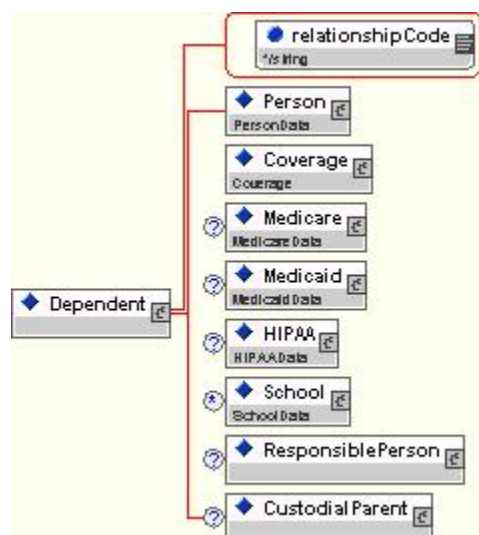 relationshipCode
*/string
Person
PersonData
Coverage
Coverage
Medicare
MedicareData
Medicaid
MedicaidData
Dependent
HIPAA
HIPAAData
School
SchoolData
ResponsiblePerson
CustodialParent